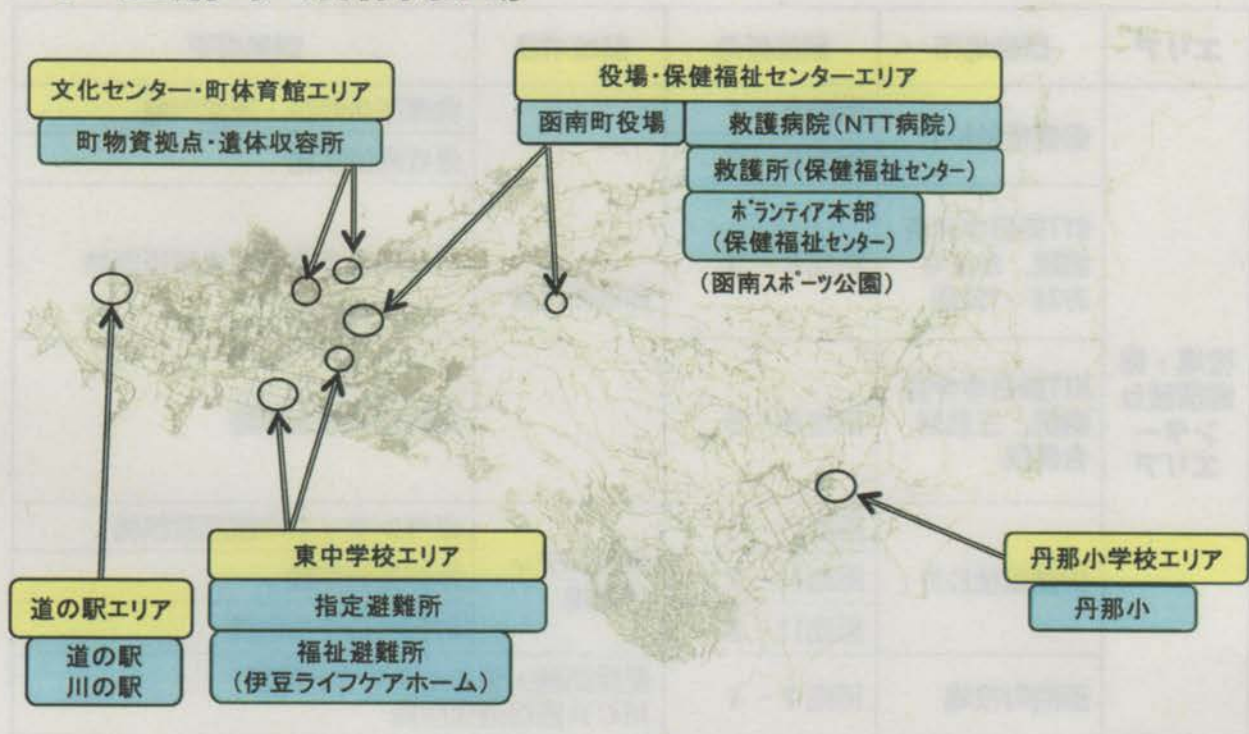 文化センター・町体育館エリア
町物資拠点・遺体収容所
役場・保健福祉センターエリア
函南町役場
救護病院(NTT病院)
救護所(保健福祉センター)
ボランティア本部
(保健福祉センター)
(函南スポーツ公園)
東中学校エリア
指定避難所
福祉避難所
(伊豆ライフケアホーム)
道の駅エリア
道の駅
川の駅
丹那小学校エリア
丹那小